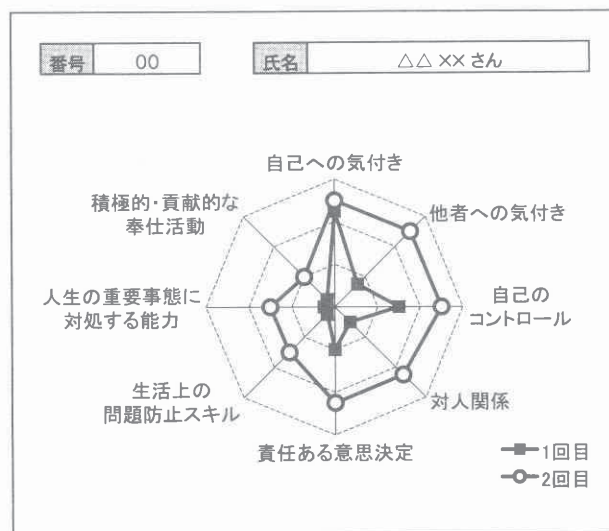 番号 00 氏名 △△××さん
自己への気付き
積極的・貢献的な
奉仕活動
他者への気付き
人生の重要事態に
対処する能力
自己の
コントロール
生活上の
問題防止スキル
対人関係
責任ある意思決定
1回目
2回目